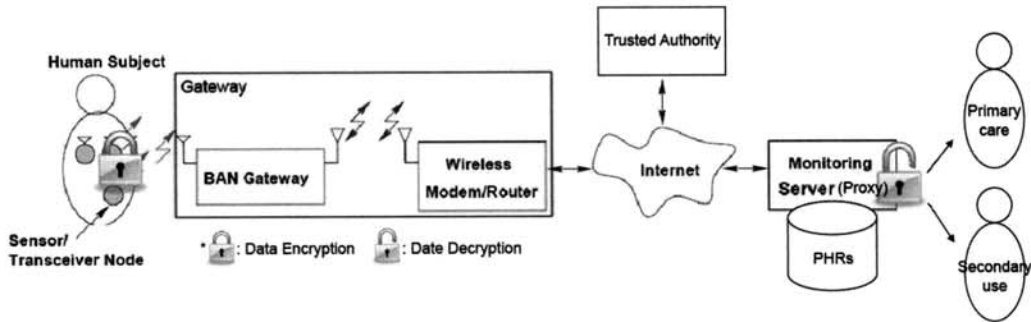 Human Subject
Sensor/
Transceiver Node
Gateway
BAN Gateway
Wireless
Modem/Router
* : Data Encryption
: Date Decryption
Trusted Authority
Internet
Monitoring
Server (Proxy)
PHRs
Primary
care
Secondary
use